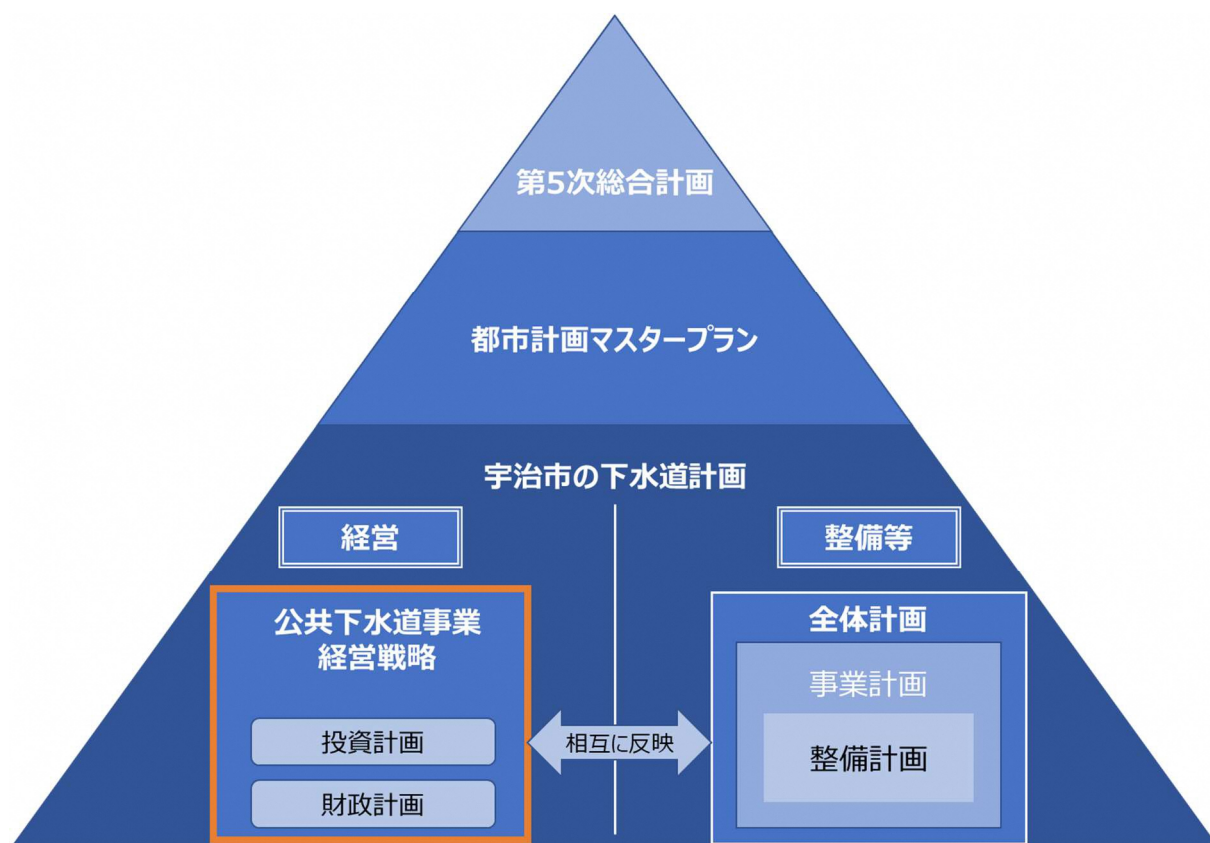 第5次総合計画
都市計画マスタープラン
宇治市の下水道計画
経営
公共下水道事業
経営戦略
投資計画
財政計画
相互に反映
整備等
全体計画
事業計画
整備計画